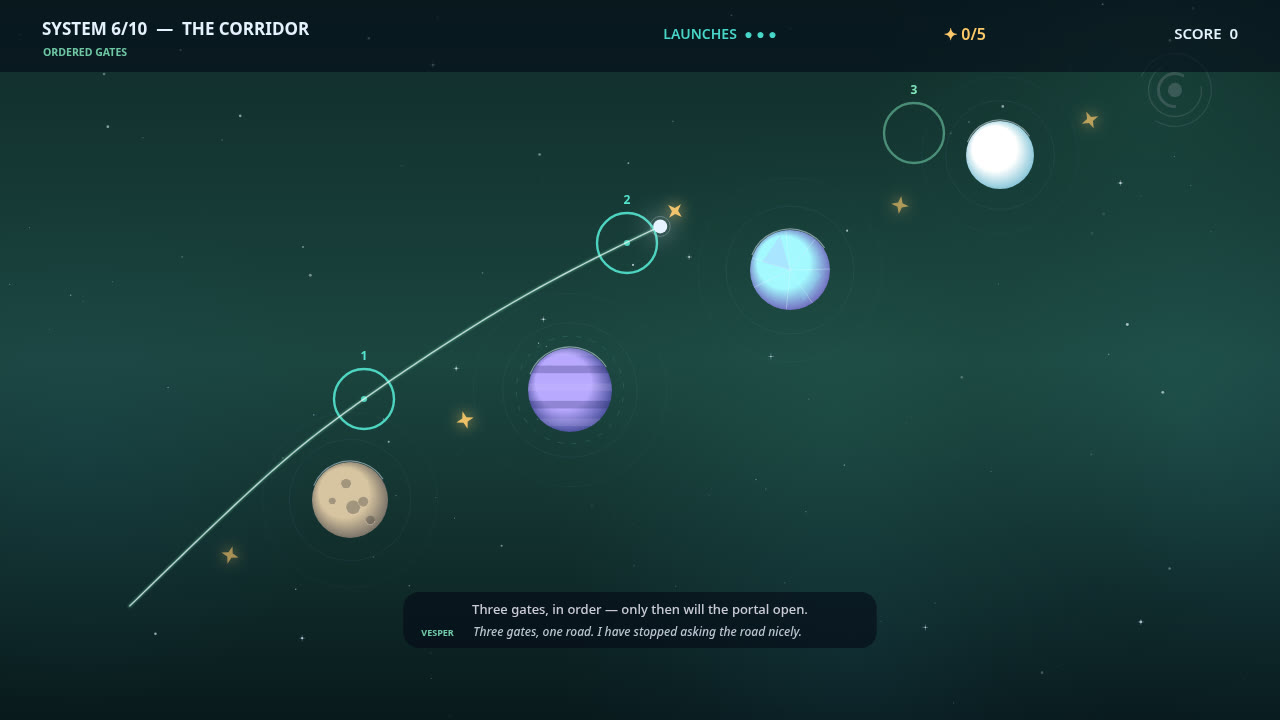 SYSTEM 6/10 — THE CORRIDOR
ORDERED GATES
LAUNCHES
0/5
SCORE 0
3
2
1
Three gates, in order — only then will the portal open.
VESPER Three gates, one road. I have stopped asking the road nicely.